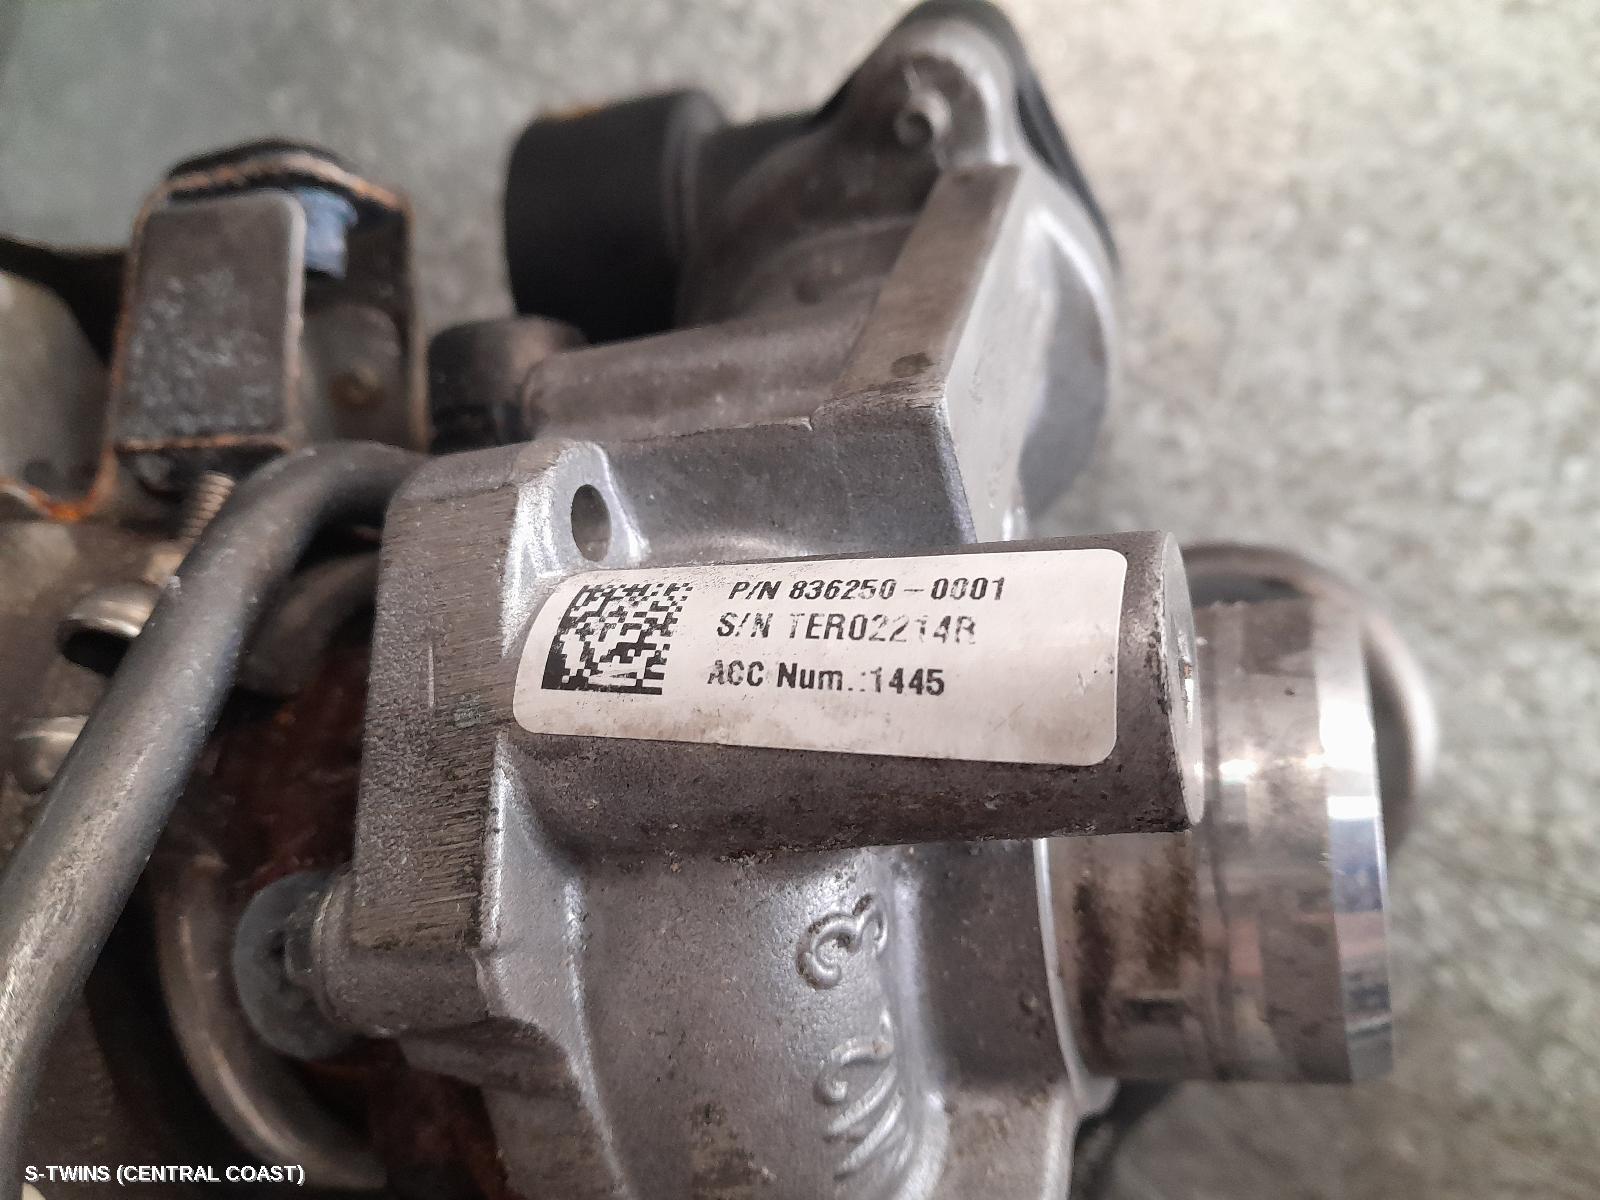 P/N 836250-0001
S/N TER02214R
ACC Num.:1445
S-TWINS (CENTRAL COAST)